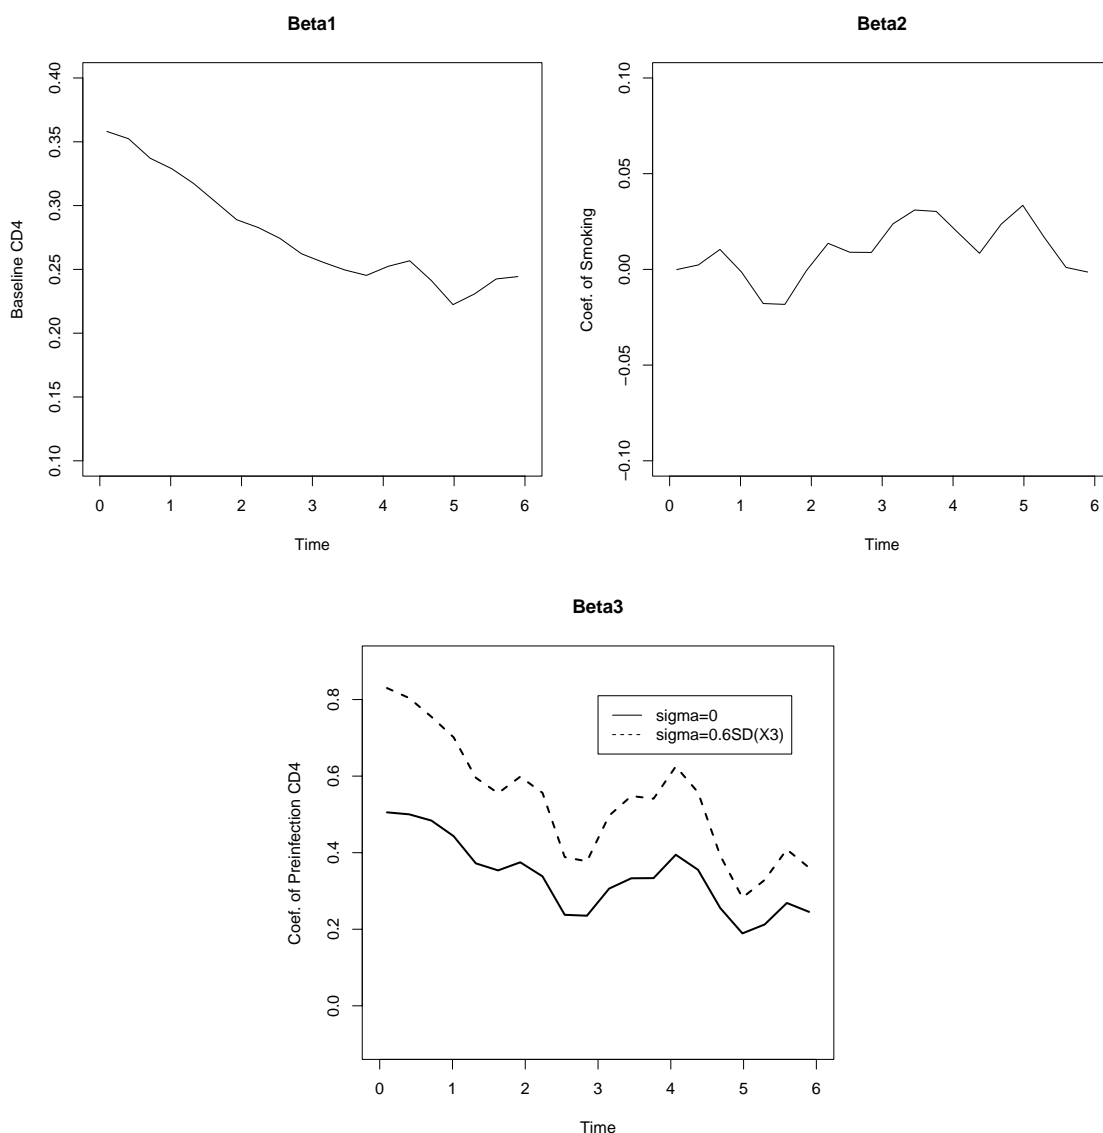 Beta1
Baseline CD4
0.40
0.35
0.30
0.25
0.20
0.15
0.10
0 1 2 3 4 5 6
Time
Beta2
Coef. of Smoking
0.10
0.05
0.00
−0.05
−0.10
0 1 2 3 4 5 6
Time
Beta3
Coef. of Preinfection CD4
0.8
0.6
0.4
0.2
0.0
sigma=0
sigma=0.6SD(X3)
0 1 2 3 4 5 6
Time